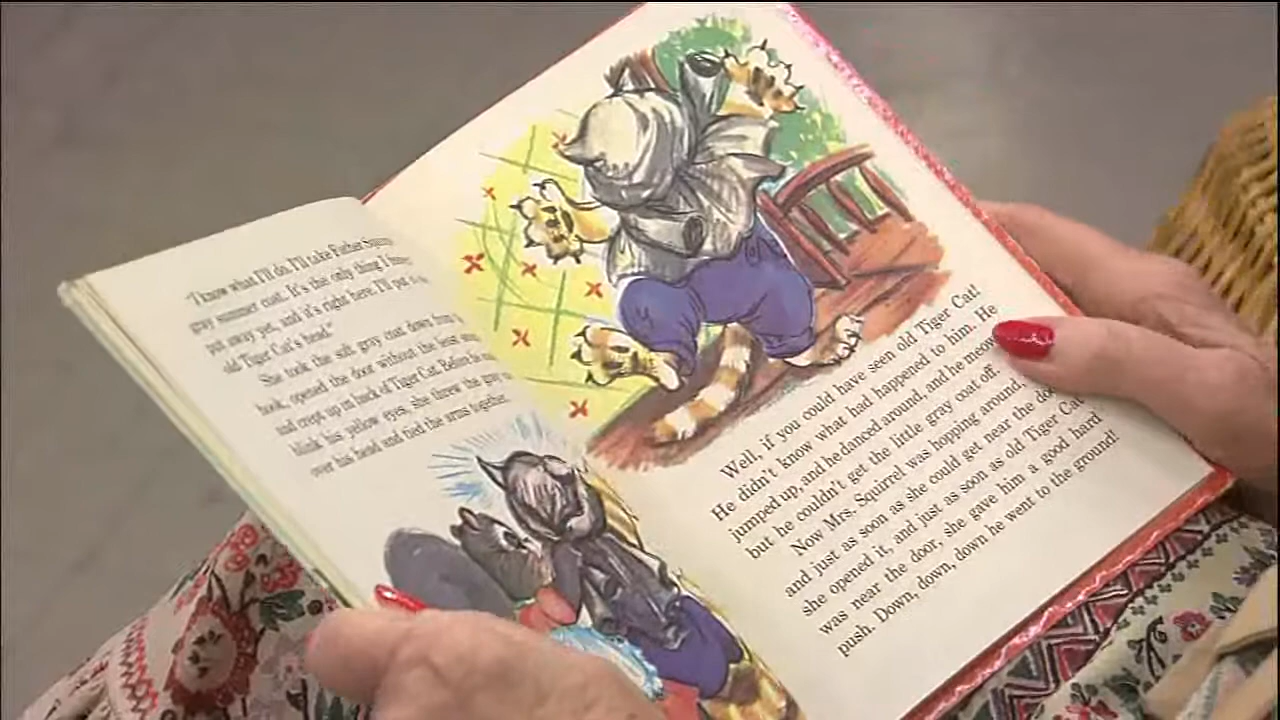 "I know what I'll do. I'll take Father
gray summer coat. It's the only thing I
put away yet, and it's right here. I'll put
old Tiger Cat's head."
She took the silk gray coat down from
hook, opened the door without the least
and crept up in back of Tiger Cat. Before
blink his yellow eyes, she threw the gray
over his head and tied the arms together.
Well, if you could have seen old Tiger Cat!
He didn't know what had happened to him. He
jumped up, and he danced around, and he
but he couldn't get the little gray coat off.
Now Mrs. Squirrel was hopping around,
and just as soon as she could get near the
she opened it, and just as soon as old Tiger Cat
was near the door, she gave him a good hard
push. Down, down, down he went to the ground!